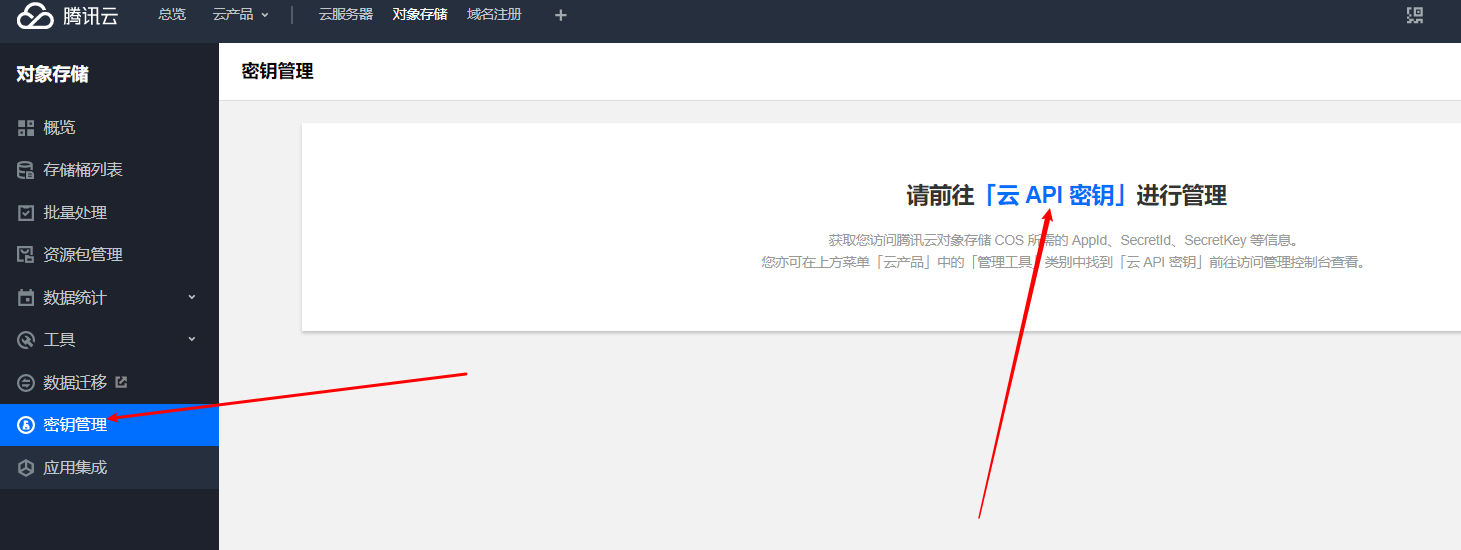 腾讯云 总览 云产品 云服务器 对象存储 域名注册
对象存储
概览
存储桶列表
批量处理
资源包管理
数据统计
工具
数据迁移
密钥管理
应用集成
密钥管理
请前往「云 API 密钥」进行管理
获取您访问腾讯云对象存储 COS 所需的 AppId、SecretId、SecretKey 等信息。
您亦可在上方菜单「云产品」中的「管理工具」类别中找到「云 API 密钥」前往访问管理控制台查看。